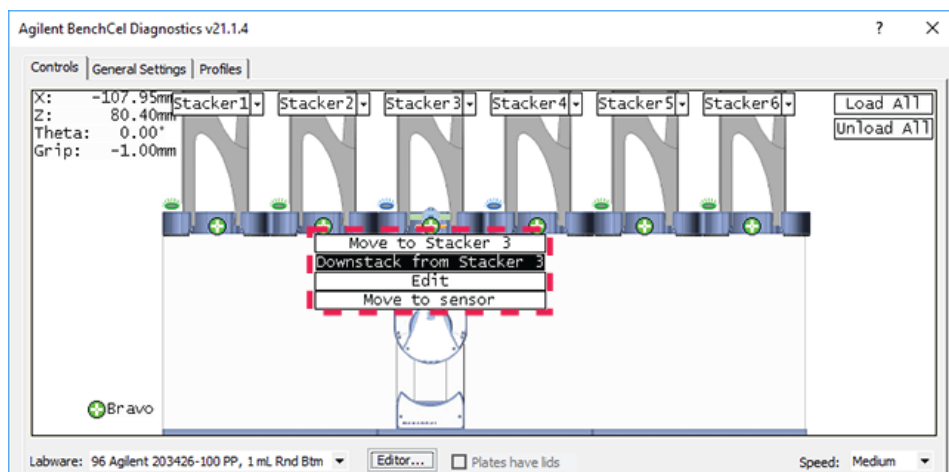 Agilent BenchCel Diagnostics v21.1.4
Controls General Settings Profiles
X: -107.95mm
Z: 80.40mm
Theta: 0.00°
Grip: -1.00mm
Stacker1 Stacker2 Stacker3 Stacker4 Stacker5 Stacker6
Load All
Unload All
Move to Stacker 3
Downstack from Stacker 3
Edit
Move to sensor
Bravo
Labware: 96 Agilent 203426-100 PP, 1 mL Rnd Btm Editor... Plates have lids Speed: Medium